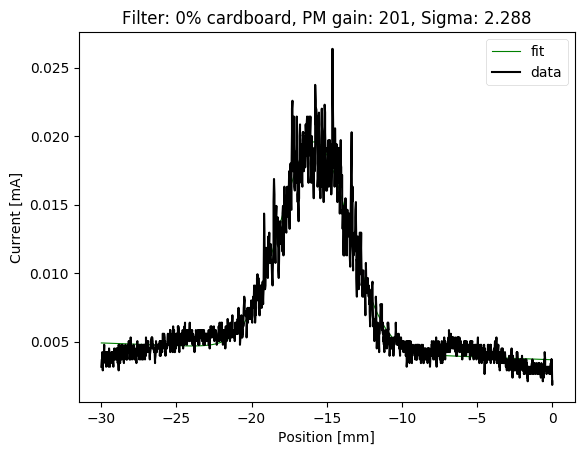 Filter: 0% cardboard, PM gain: 201, Sigma: 2.288
fit
data
0.025
0.020
0.015
0.010
0.005
Current [mA]
−30
−25
−20
−15
−10
−5
0
Position [mm]